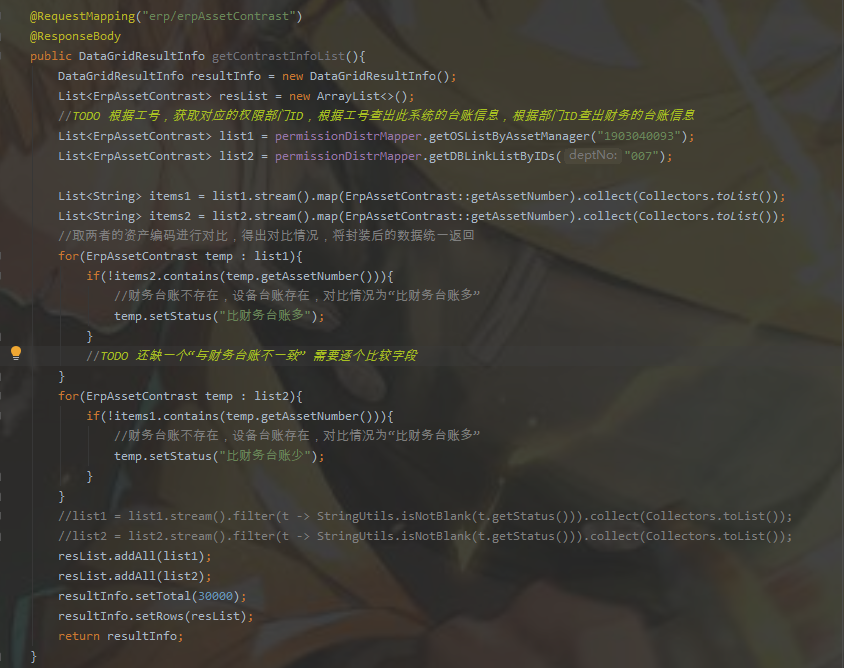 @RequestMapping("erp/erpAssetContrast")
@ResponseBody
public DataGridResultInfo getContrastInfoList(){
DataGridResultInfo resultInfo = new DataGridResultInfo();
List<ErpAssetContrast> resList = new ArrayList<>();
//TODO 根据工号，获取对应的权限部门ID，根据工号查出此系统的台账信息，根据部门ID查出财务的台账信息
List<ErpAssetContrast> list1 = permissionDistrMapper.getOSListByAssetManager("1903040093");
List<ErpAssetContrast> list2 = permissionDistrMapper.getDBLinkListByIDs( deptNo: "007");
List<String> items1 = list1.stream().map(ErpAssetContrast::getAssetNumber).collect(Collectors.toList());
List<String> items2 = list2.stream().map(ErpAssetContrast::getAssetNumber).collect(Collectors.toList());
//取两者的资产编码进行对比，得出对比情况，将封装后的数据统一返回
for(ErpAssetContrast temp : list1){
if(!items2.contains(temp.getAssetNumber())){
//财务台账不存在，设备台账存在，对比情况为“比财务台账多”
temp.setStatus("比财务台账多");
}
//TODO 还缺一个“与财务台账不一致” 需要逐个比较字段
}
for(ErpAssetContrast temp : list2){
if(!items1.contains(temp.getAssetNumber())){
//财务台账不存在，设备台账存在，对比情况为“比财务台账多”
temp.setStatus("比财务台账少");
}
}
//list1 = list1.stream().filter(t -> StringUtils.isNotBlank(t.getStatus())).collect(Collectors.toList());
//list2 = list2.stream().filter(t -> StringUtils.isNotBlank(t.getStatus())).collect(Collectors.toList());
resList.addAll(list1);
resList.addAll(list2);
resultInfo.setTotal(30000);
resultInfo.setRows(resList);
return resultInfo;
}